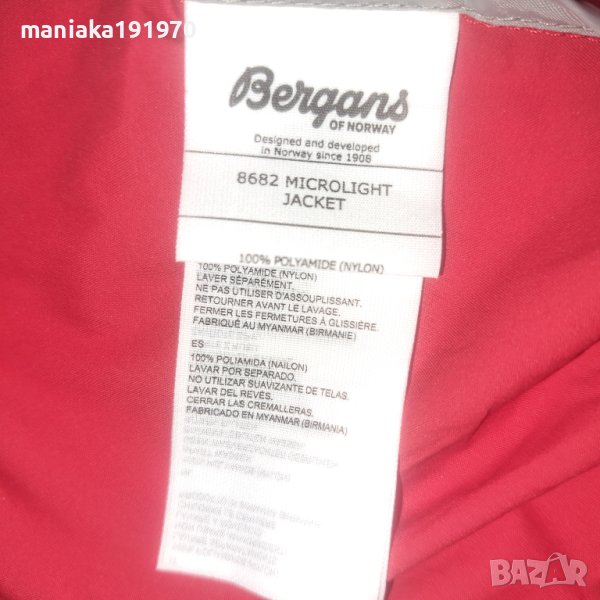 maniaka191970
Bergans
OF NORWAY
Designed and developed
in Norway since 1908
8682 MICROLIGHT
JACKET
100% POLYAMIDE (NYLON)
100% POLYAMIDE (NYLON)
LAVER SÉPARÉMENT.
NE PAS UTILISER D'ASSOUPLISSANT.
RETOURNER AVANT LE LAVAGE.
FERMER LES FERMETURES À GLISSIÈRE.
FABRIQUÉ AU MYANMAR (BIRMANIE)
ES
100% POLIAMIDA (NAILON)
LAVAR POR SEPARADO.
NO UTILIZAR SUAVIZANTE DE TELAS.
LAVAR DEL REVÉS.
CERRAR LAS CREMALLERAS.
FABRICADO EN MYANMAR (BIRMANIA)
BAZAR